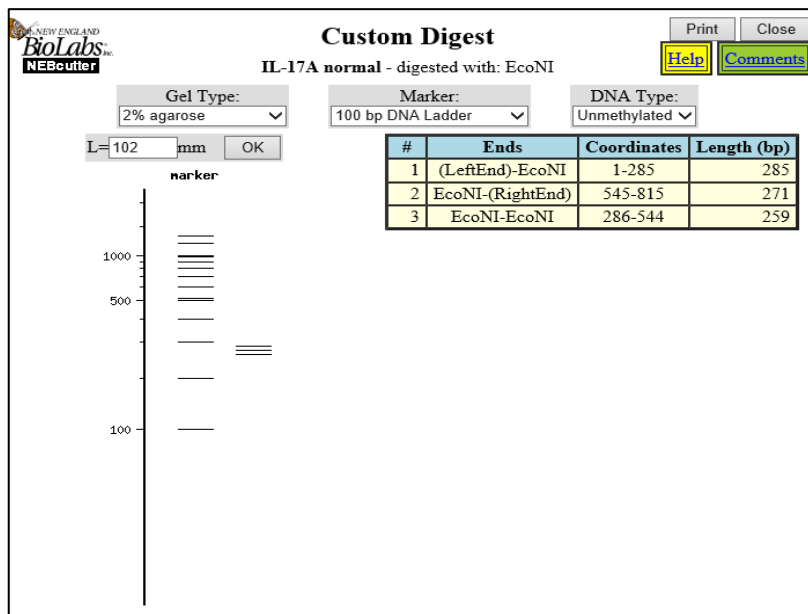 NEW ENGLAND
BioLabs Inc.
NEBcutter
Custom Digest
IL-17A normal - digested with: EcoNI
Print Close
Help Comments
Gel Type: Marker: DNA Type:
2% agarose 100 bp DNA Ladder Unmethylated
L= 102 mm OK
# Ends Coordinates Length (bp)
1 (LeftEnd)-EcoNI 1-285 285
2 EcoNI-(RightEnd) 545-815 271
3 EcoNI-EcoNI 286-544 259
marker
1000
500
100